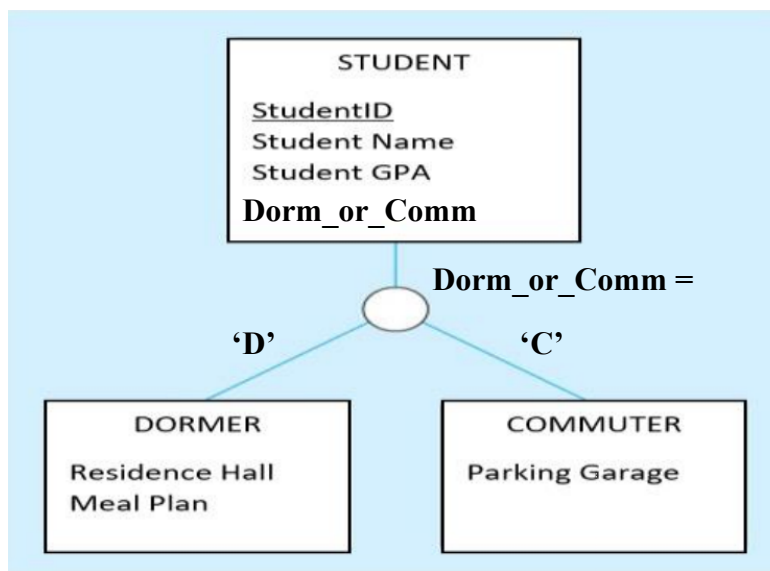 STUDENT
StudentID
Student Name
Student GPA
Dorm_or_Comm
Dorm_or_Comm =
‘D’
‘C’
DORMER
Residence Hall
Meal Plan
COMMUTER
Parking Garage